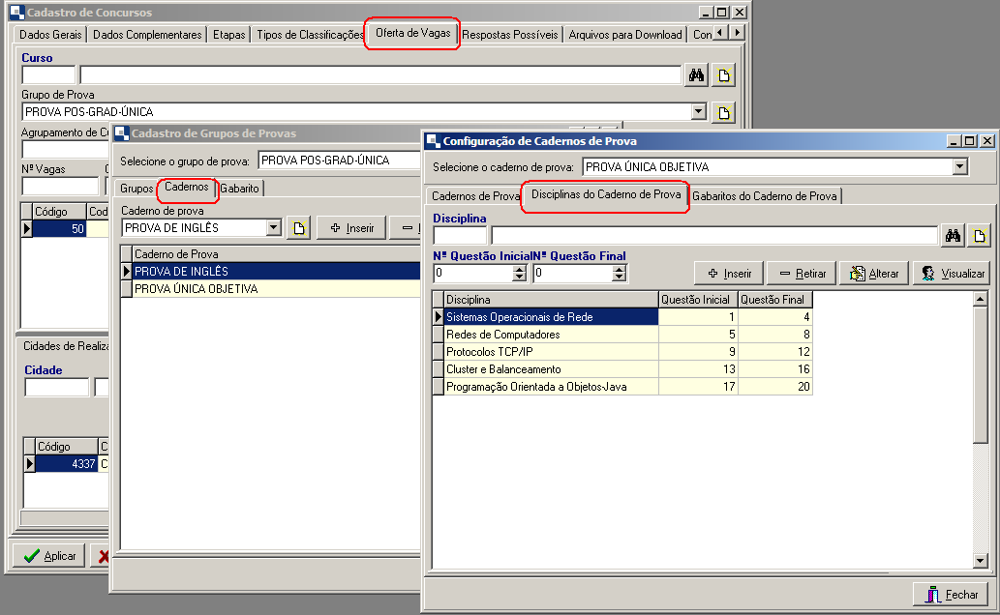 Cadastro de Concursos
Dados Gerais
Dados Complementares
Etapas
Tipos de Classificações
Oferta de Vagas
Respostas Possíveis
Arquivos para Download
Con
Curso
Grupo de Prova
PROVA POS-GRAD-ÚNICA
Agrupamento de C
Nº Vagas
Código
Cod
50
Cidades de Realiza
Cidade
Código
C
4337
C
Aplicar
Cadastro de Grupos de Provas
Selecione o grupo de prova:
PROVA POS-GRAD-ÚNICA
Grupos
Cadernos
Gabarito
Caderno de prova
PROVA DE INGLÊS
Inserir
Caderno de Prova
PROVA DE INGLÊS
PROVA ÚNICA OBJETIVA
Configuração de Cadernos de Prova
Selecione o caderno de prova:
PROVA ÚNICA OBJETIVA
Cadernos de Prova
Disciplinas do Caderno de Prova
Gabaritos do Caderno de Prova
Disciplina
Nº Questão Inicial
Nº Questão Final
0
0
Inserir
Retirar
Alterar
Visualizar
Disciplina Questão Inicial Questão Final
Sistemas Operacionais de Rede 1 4
Redes de Computadores 5 8
Protocolos TCP/IP 9 12
Cluster e Balanceamento 13 16
Programação Orientada a Objetos-Java 17 20
Fechar